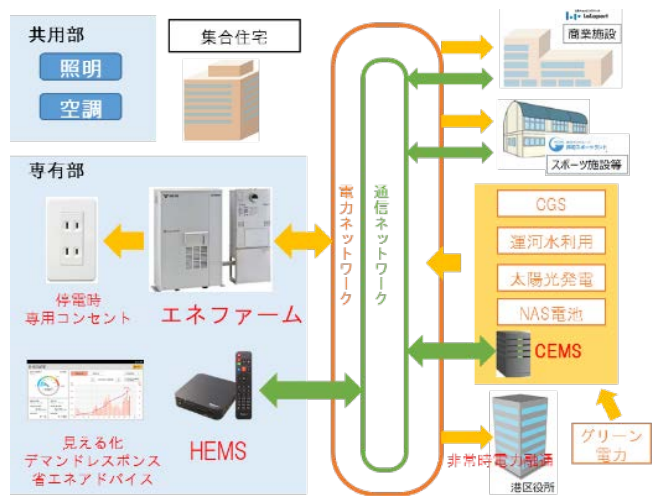 共用部
照明
空調
集合住宅
専有部
停電時
専用コンセント
エネファーム
見える化
デマンドレスポンス
省エネアドバイス
HEMS
電力ネットワーク
通信ネットワーク
LaLaport
商業施設
スポーツ施設等
CGS
運河水利用
太陽光発電
NAS電池
CEMS
非常時電力融通
港区役所
グリーン
電力